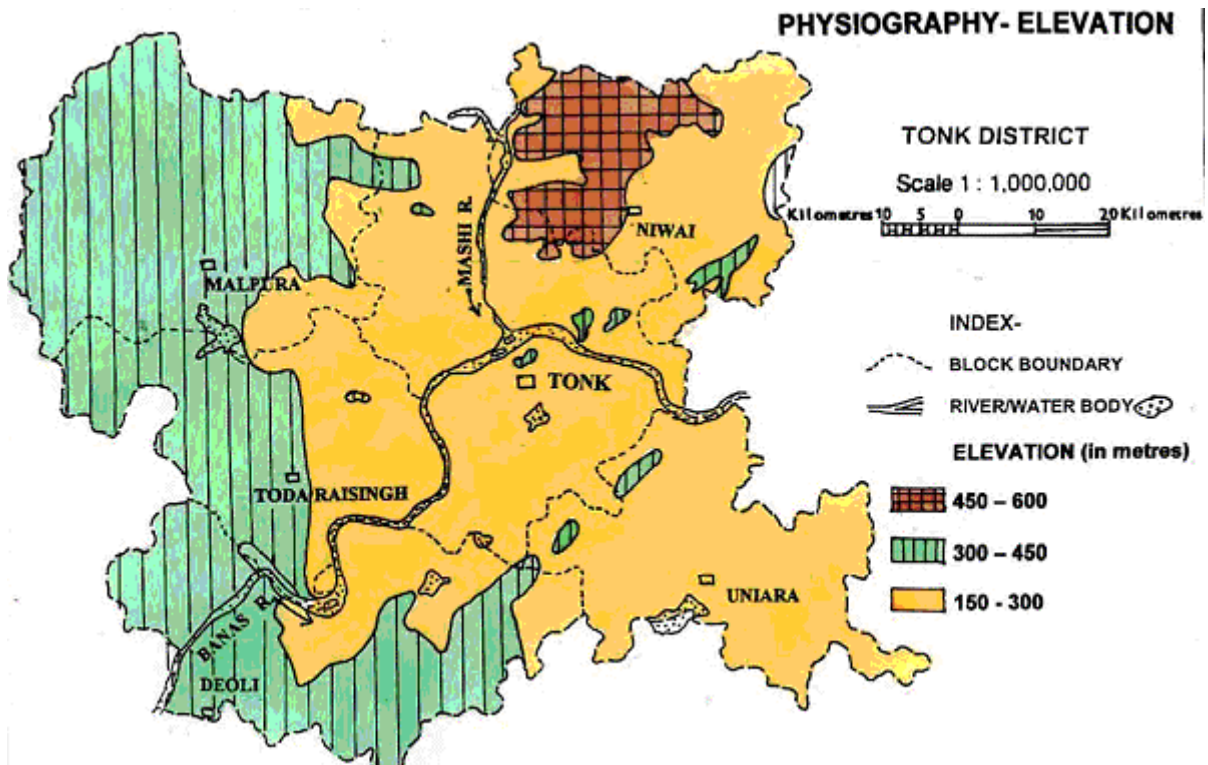 PHYSIOGRAPHY- ELEVATION
TONK DISTRICT
Scale 1 : 1,000,000
Kilometres 10 5 0 10 20 Kilometres
MASHI R.
NIWAI
MALPURA
INDEX-
BLOCK BOUNDARY
TONK
RIVER/WATER BODY
ELEVATION (in metres)
TODA RAISINGH
450 – 600
300 – 450
UNIARA
150 - 300
BANAS R.
DEOLI